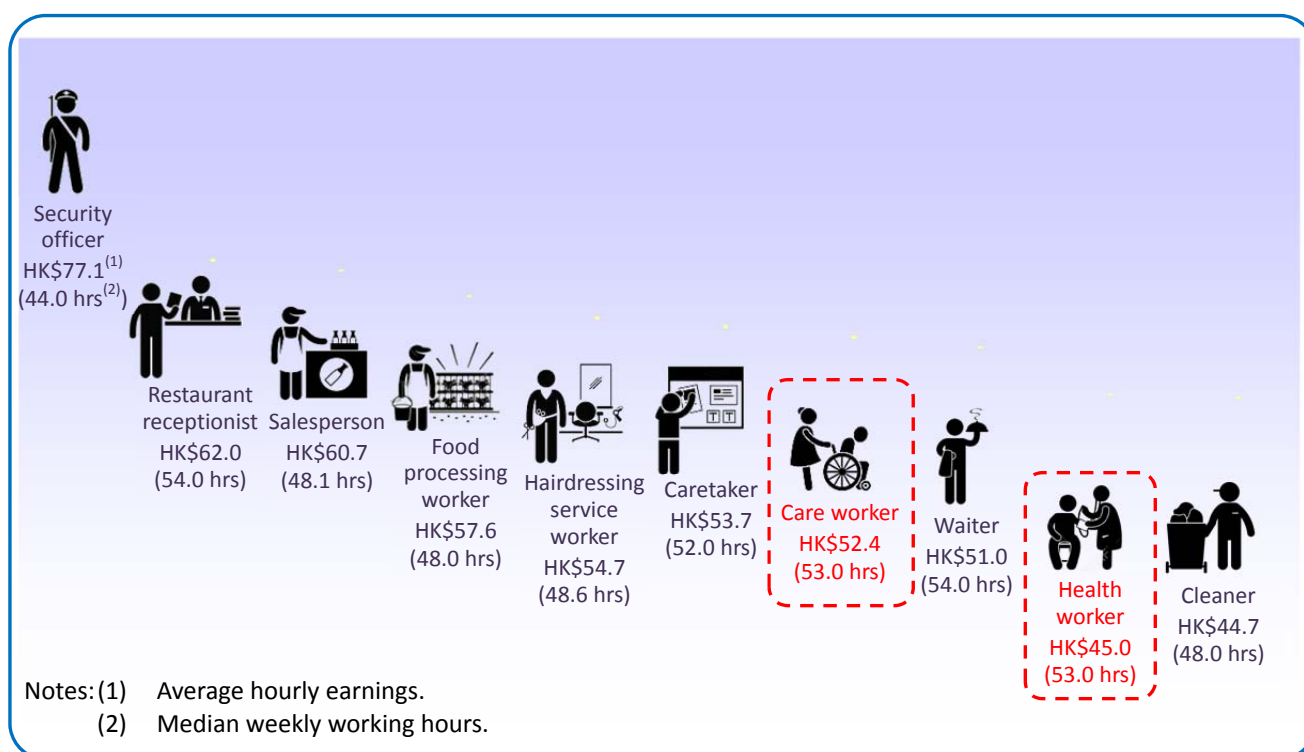 Security
officer
HK$77.1(1)
(44.0 hrs(2))
Restaurant
receptionist
HK$62.0
(54.0 hrs)
Salesperson
HK$60.7
(48.1 hrs)
Food
processing
worker
HK$57.6
(48.0 hrs)
Hairdressing
service
worker
HK$54.7
(48.6 hrs)
Caretaker
HK$53.7
(52.0 hrs)
Care worker
HK$52.4
(53.0 hrs)
Waiter
HK$51.0
(54.0 hrs)
Health
worker
HK$45.0
(53.0 hrs)
Cleaner
HK$44.7
(48.0 hrs)
Notes: (1) Average hourly earnings.
(2) Median weekly working hours.